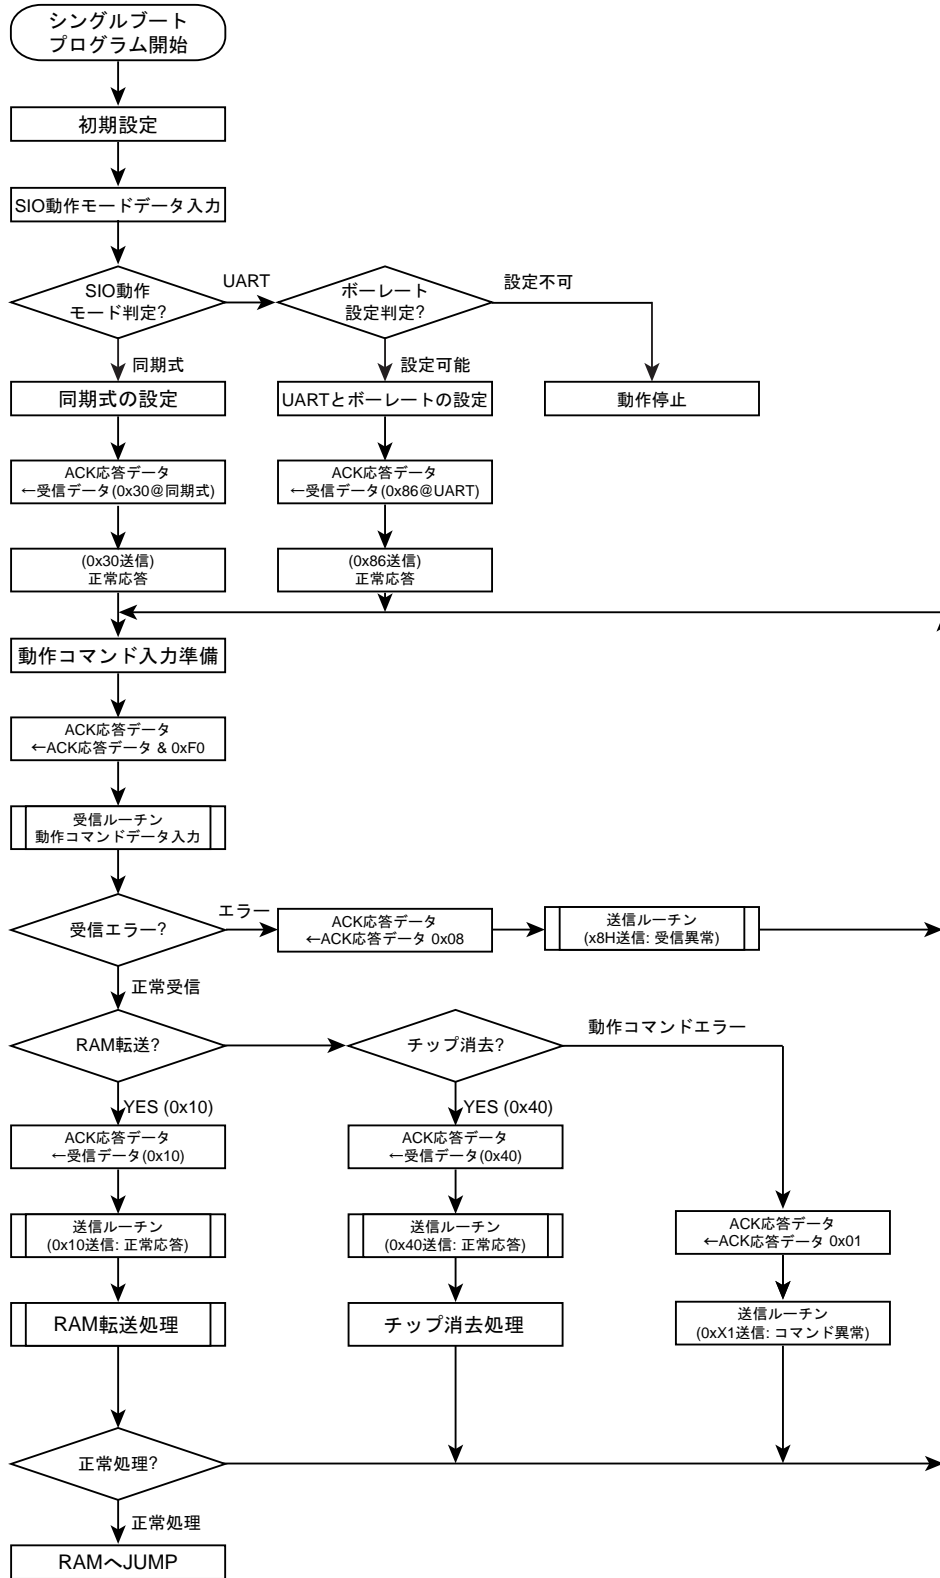 シングルブート
プログラム開始
初期設定
SIO動作モードデータ入力
SIO動作
モード判定?
UART
ボーレート
設定判定?
設定不可
同期式
設定可能
同期式の設定
UARTとボーレートの設定
動作停止
ACK応答データ
←受信データ(0x30@同期式)
ACK応答データ
←受信データ(0x86@UART)
(0x30送信)
正常応答
(0x86送信)
正常応答
動作コマンド入力準備
ACK応答データ
←ACK応答データ & 0xF0
受信ルーチン
動作コマンドデータ入力
受信エラー?
エラー
ACK応答データ
←ACK応答データ 0x08
送信ルーチン
(x8H送信: 受信異常)
正常受信
RAM転送?
チップ消去?
動作コマンドエラー
YES (0x10)
YES (0x40)
ACK応答データ
←受信データ(0x10)
ACK応答データ
←受信データ(0x40)
送信ルーチン
(0x10送信: 正常応答)
送信ルーチン
(0x40送信: 正常応答)
ACK応答データ
←ACK応答データ 0x01
RAM転送処理
チップ消去処理
送信ルーチン
(0xX1送信: コマンド異常)
正常処理?
正常処理
RAMへJUMP